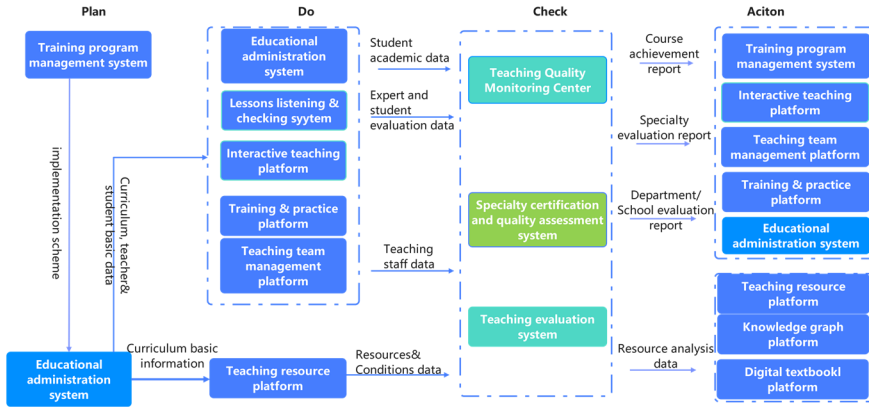 Plan
Do
Check
Aciton
Training program
management system
implementation scheme
Educational
administration
system
Curriculum, teacher&
student basic data
Curriculum basic
information
Educational
administration
system
Lessons listening &
checking syytem
Interactive teaching
platform
Training & practice
platform
Teaching team
management platform
Teaching resource
platform
Student
academic data
Expert and
student
evaluation data
Teaching
staff data
Resources&
Conditions data
Teaching Quality
Monitoring Center
Specialty certification
and quality assessment
system
Teaching evaluation
system
Course
achievement
report
Specialty
evaluation report
Department/
School evaluation
report
Resource analysis
data
Training program
management system
Interactive teaching
platform
Teaching team
management platform
Training & practice
platform
Educational
administration system
Teaching resource
platform
Knowledge graph
platform
Digital textbookl
platform